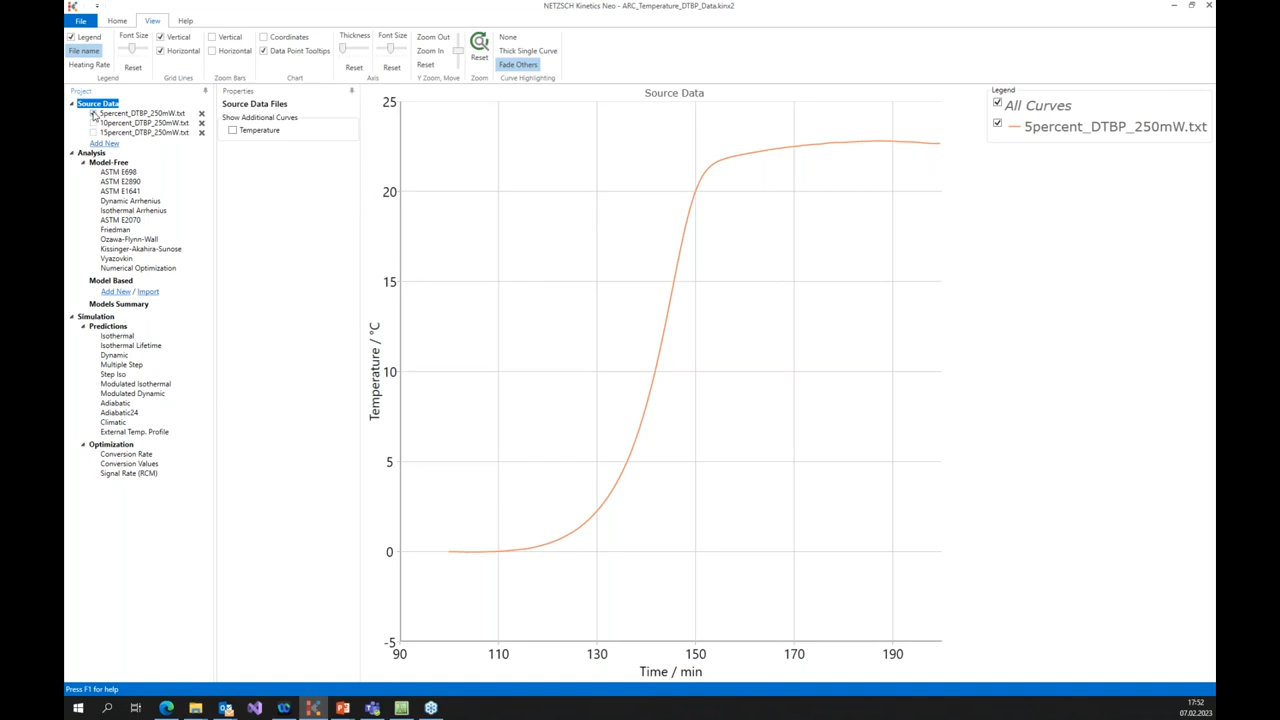 NETZSCH Kinetics Neo - ARC_Temperature_DTBP_Data.kinx2
File Home View Help
Legend
File name
Heating Rate
Legend
Font Size
Reset
Vertical
Horizontal
Grid Lines
Vertical
Horizontal
Zoom Bars
Coordinates
Data Point Tooltips
Chart
Thickness
Reset
Font Size
Reset
Axis
Zoom Out
Zoom In
Reset
Y Zoom, Move
Reset
Zoom
None
Thick Single Curve
Fade Others
Curve Highlighting
Project
Source Data
5percent_DTBP_250mW.txt
10percent_DTBP_250mW.txt
15percent_DTBP_250mW.txt
Add New
Analysis
Model-Free
ASTM E698
ASTM E2890
ASTM E1641
Dynamic Arrhenius
Isothermal Arrhenius
ASTM E2070
Friedman
Ozawa-Flynn-Wall
Kissinger-Akahira-Sunose
Vyazovkin
Numerical Optimization
Model Based
Add New / Import
Models Summary
Simulation
Predictions
Isothermal
Isothermal Lifetime
Dynamic
Multiple Step
Step Iso
Modulated Isothermal
Modulated Dynamic
Adiabatic
Adiabatic24
Climatic
External Temp. Profile
Optimization
Conversion Rate
Conversion Values
Signal Rate (RCM)
Properties
Source Data Files
Show Additional Curves
Temperature
Source Data
25
20
15
10
5
0
-5
Temperature / °C
90 110 130 150 170 190
Time / min
Legend
All Curves
5percent_DTBP_250mW.txt
Press F1 for help
17:52
07.02.2023